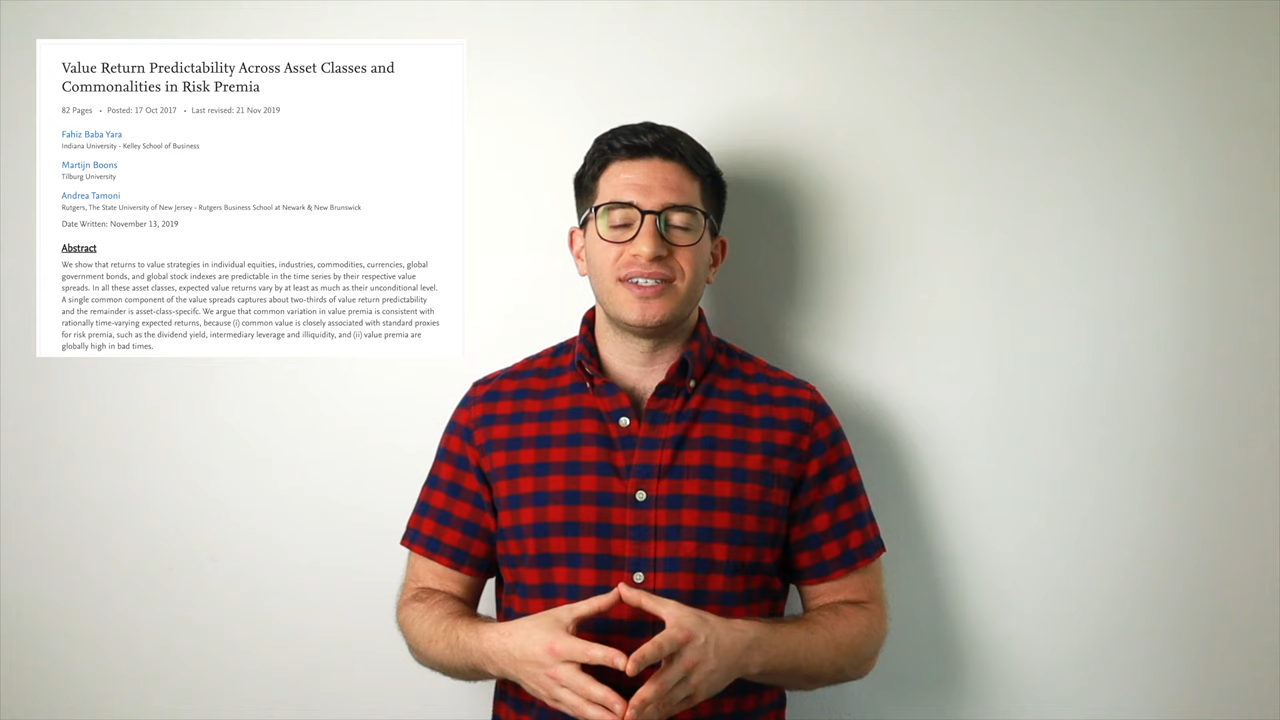 Value Return Predictability Across Asset Classes and
Commonalities in Risk Premia
82 Pages • Posted: 17 Oct 2017 • Last revised: 21 Nov 2019
Fahiz Baba Yara
Indiana University - Kelley School of Business
Martijn Boons
Tilburg University
Andrea Tamoni
Rutgers, The State University of New Jersey - Rutgers Business School at Newark & New Brunswick
Date Written: November 13, 2019
Abstract
We show that returns to value strategies in individual equities, industries, commodities, currencies, global
government bonds, and global stock indexes are predictable in the time series by their respective value
spreads. In all these asset classes, expected value returns vary by at least as much as their unconditional level.
A single common component of the value spreads captures about two-thirds of value return predictability
and the remainder is asset-class-specifc. We argue that common variation in value premia is consistent with
rationally time-varying expected returns, because (i) common value is closely associated with standard proxies
for risk premia, such as the dividend yield, intermediary leverage and illiquidity, and (ii) value premia are
globally high in bad times.